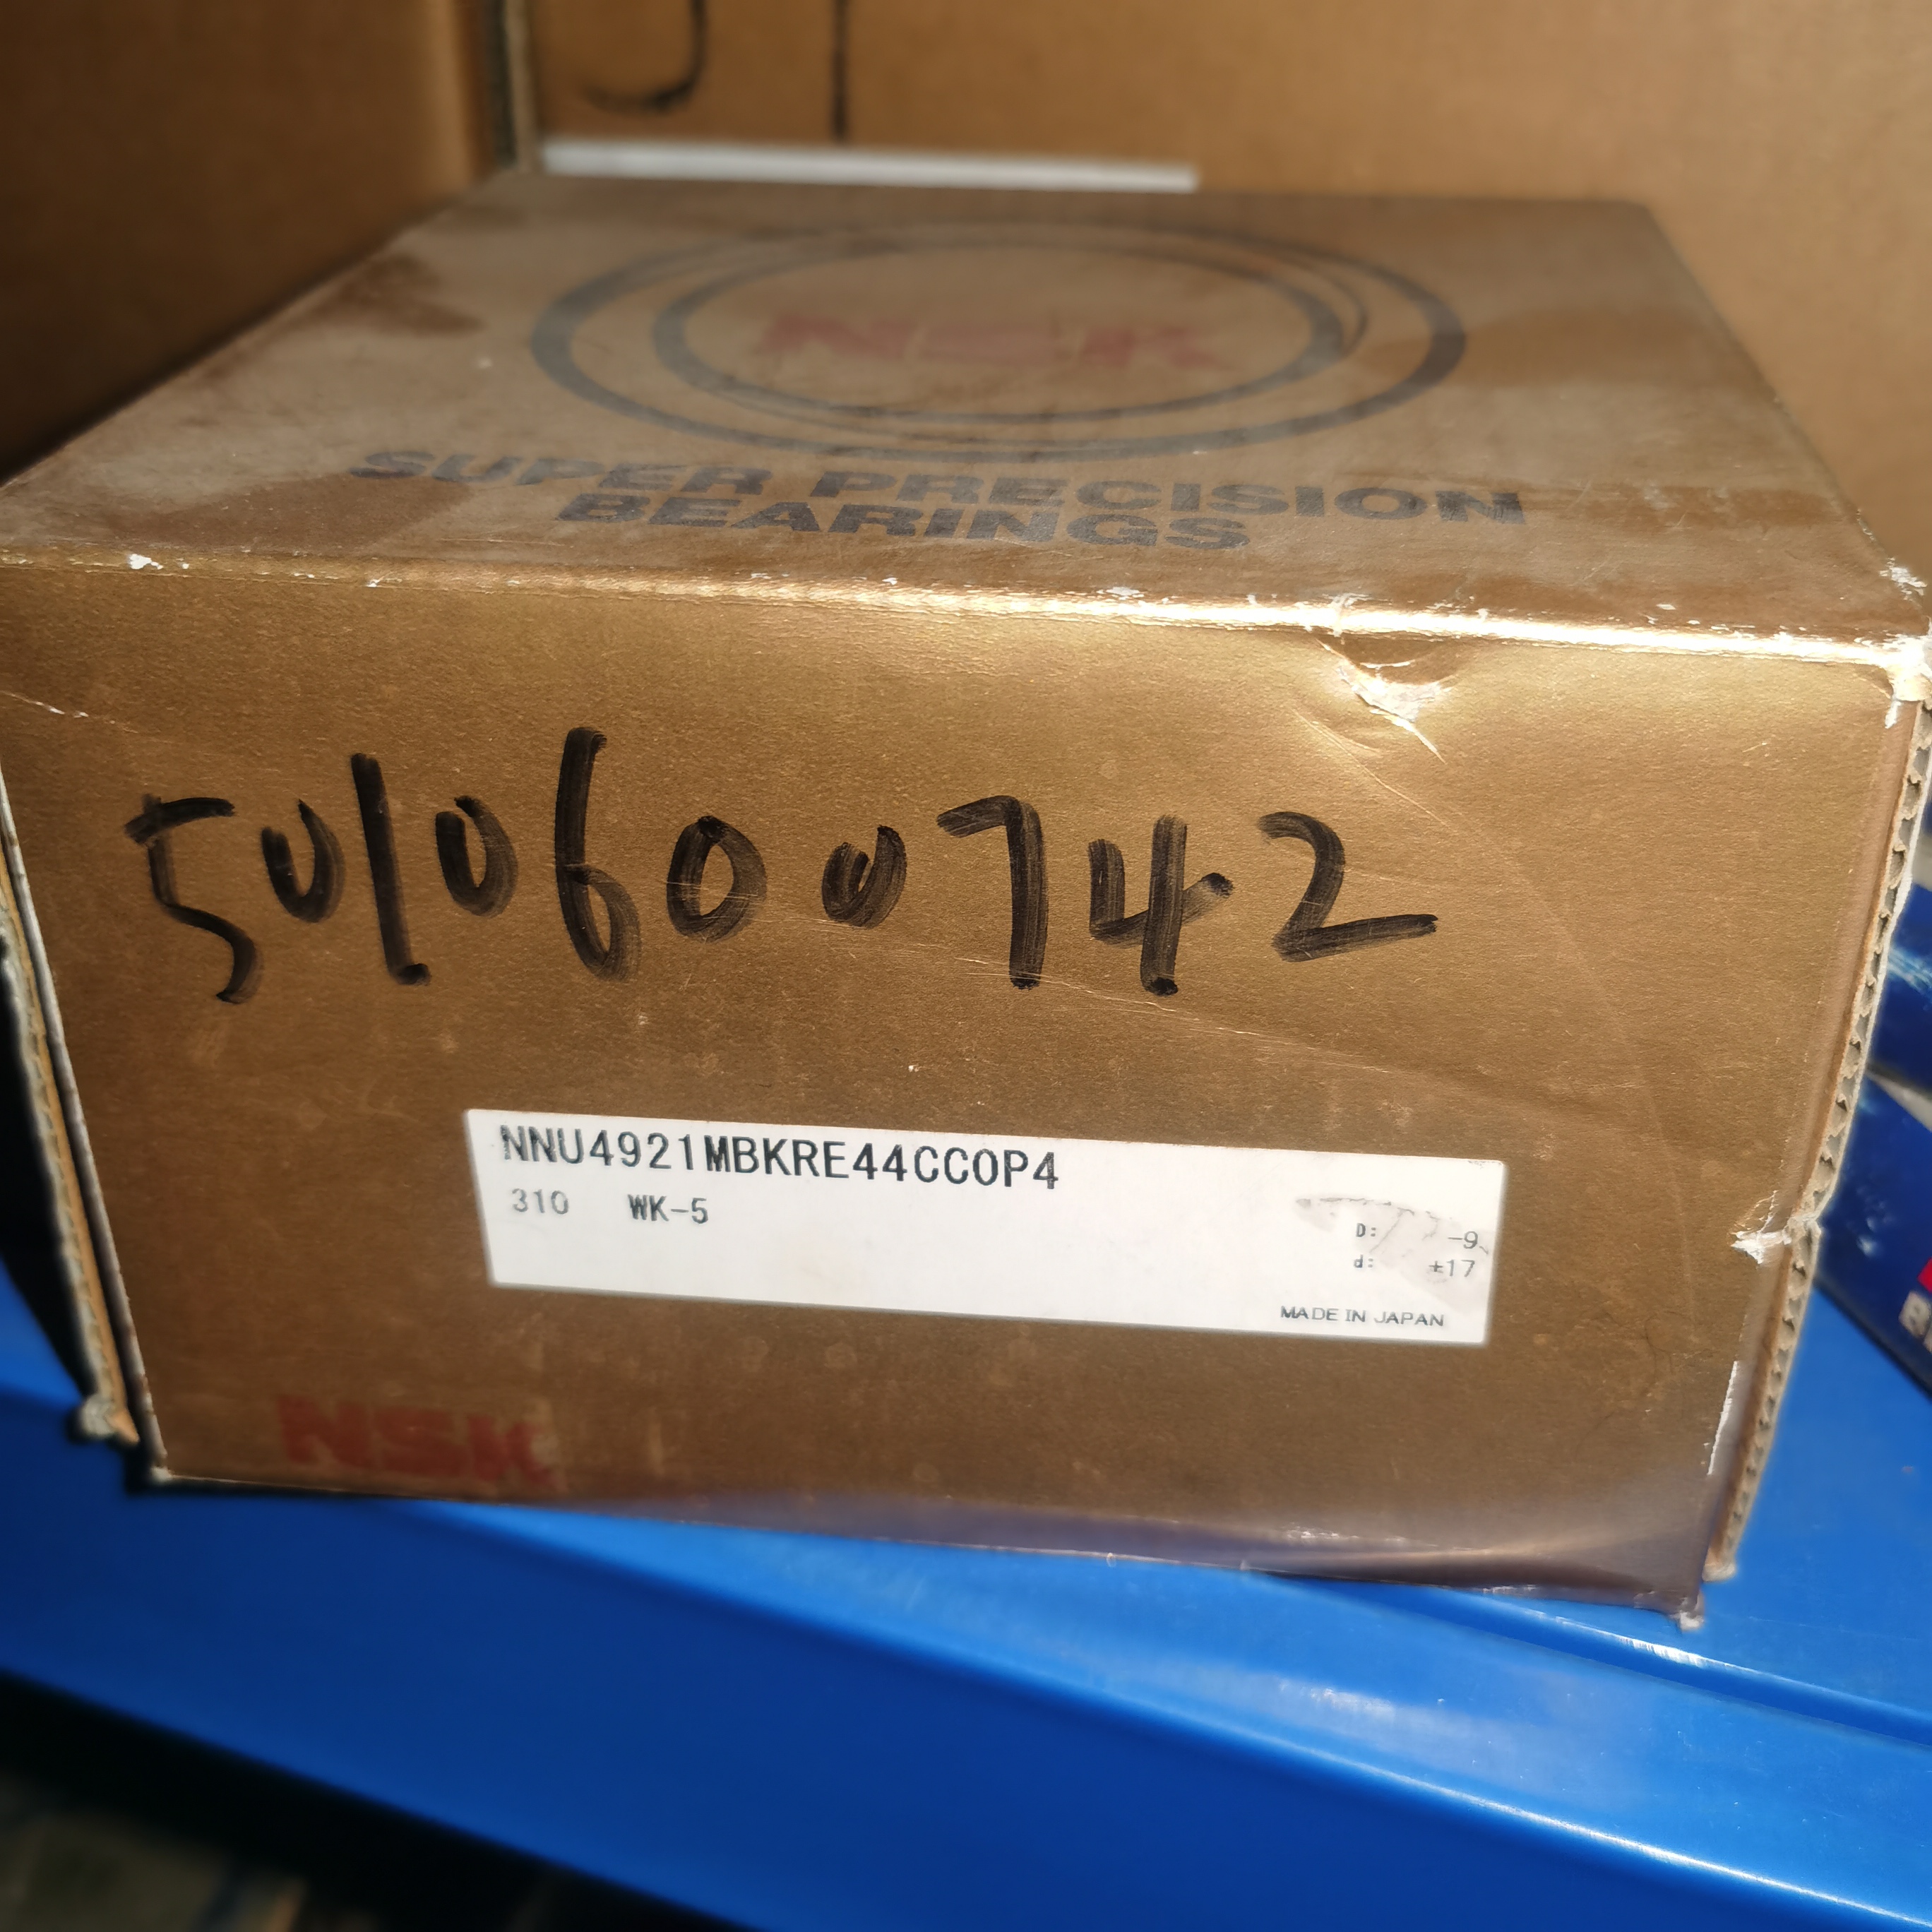 NSK
SUPER PRECISION
BEARINGS
5010600742
NNU4921MBKRE44CC0P4
310 WK-5
D: -9
d: ±17
MADE IN JAPAN
NSK